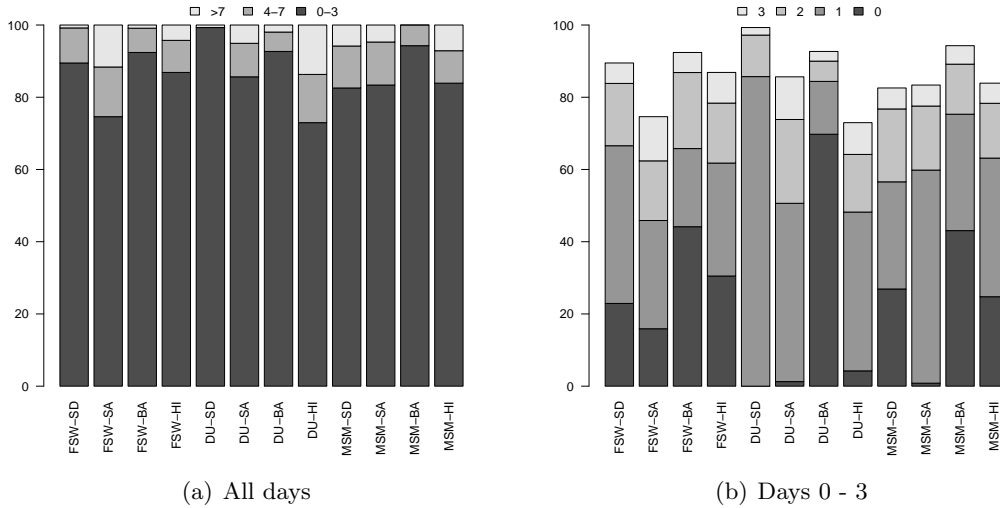 >7 4–7 0–3
100
80
60
40
20
0
FSW–SD
FSW–SA
FSW–BA
FSW–HI
DU–SD
DU–SA
DU–BA
DU–HI
MSM–SD
MSM–SA
MSM–BA
MSM–HI
(a) All days
3 2 1 0
100
80
60
40
20
0
FSW–SD
FSW–SA
FSW–BA
FSW–HI
DU–SD
DU–SA
DU–BA
DU–HI
MSM–SD
MSM–SA
MSM–BA
MSM–HI
(b) Days 0 - 3